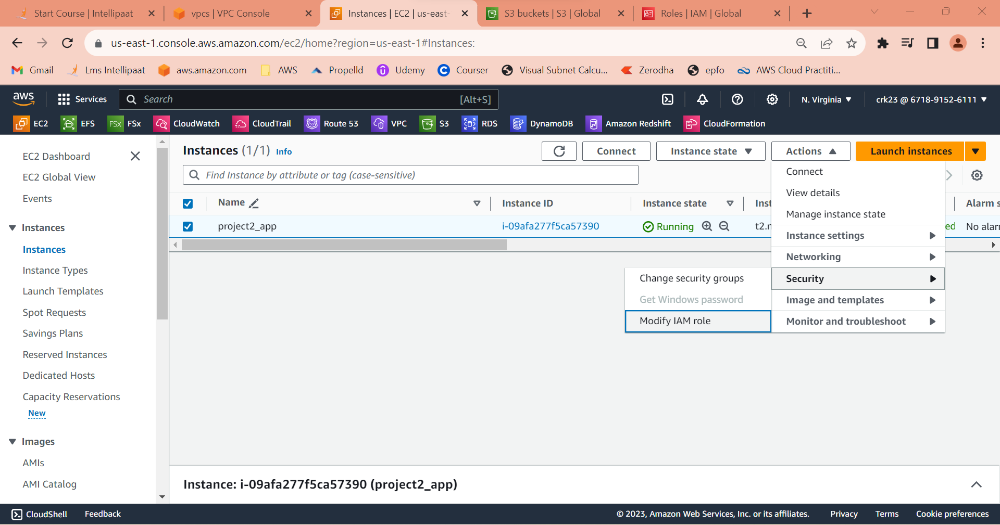 Start Course | Intellipaat
vpcs | VPC Console
Instances | EC2 | us-east-
S3 buckets | S3 | Global
Roles | IAM | Global
us-east-1.console.aws.amazon.com/ec2/home?region=us-east-1#Instances:
Gmail
Lms Intellipaat
aws.amazon.com
AWS
Propelld
Udemy
Courser
Visual Subnet Calcu...
Zerodha
epfo
AWS Cloud Practiti...
aws
Services
Search
[Alt+S]
N. Virginia
crk23 @ 6718-9152-6111
EC2
EFS
FSx
FSx
CloudWatch
CloudTrail
53
Route 53
VPC
S3
RDS
DynamoDB
Amazon Redshift
CloudFormation
EC2 Dashboard
EC2 Global View
Events
Instances
Instances
Instance Types
Launch Templates
Spot Requests
Savings Plans
Reserved Instances
Dedicated Hosts
Capacity Reservations
New
Images
AMIs
AMI Catalog
Instances (1/1) Info
Connect
Instance state
Actions
Launch instances
Find Instance by attribute or tag (case-sensitive)
Name
Instance ID
Instance state
Inst
Alarm s
project2_app
i-09afa277f5ca57390
Running
t2.m
ed
No alarr
Connect
View details
Manage instance state
Instance settings
Networking
Security
Image and templates
Monitor and troubleshoot
Change security groups
Get Windows password
Modify IAM role
Instance: i-09afa277f5ca57390 (project2_app)
CloudShell
Feedback
© 2023, Amazon Web Services, Inc. or its affiliates.
Privacy
Terms
Cookie preferences